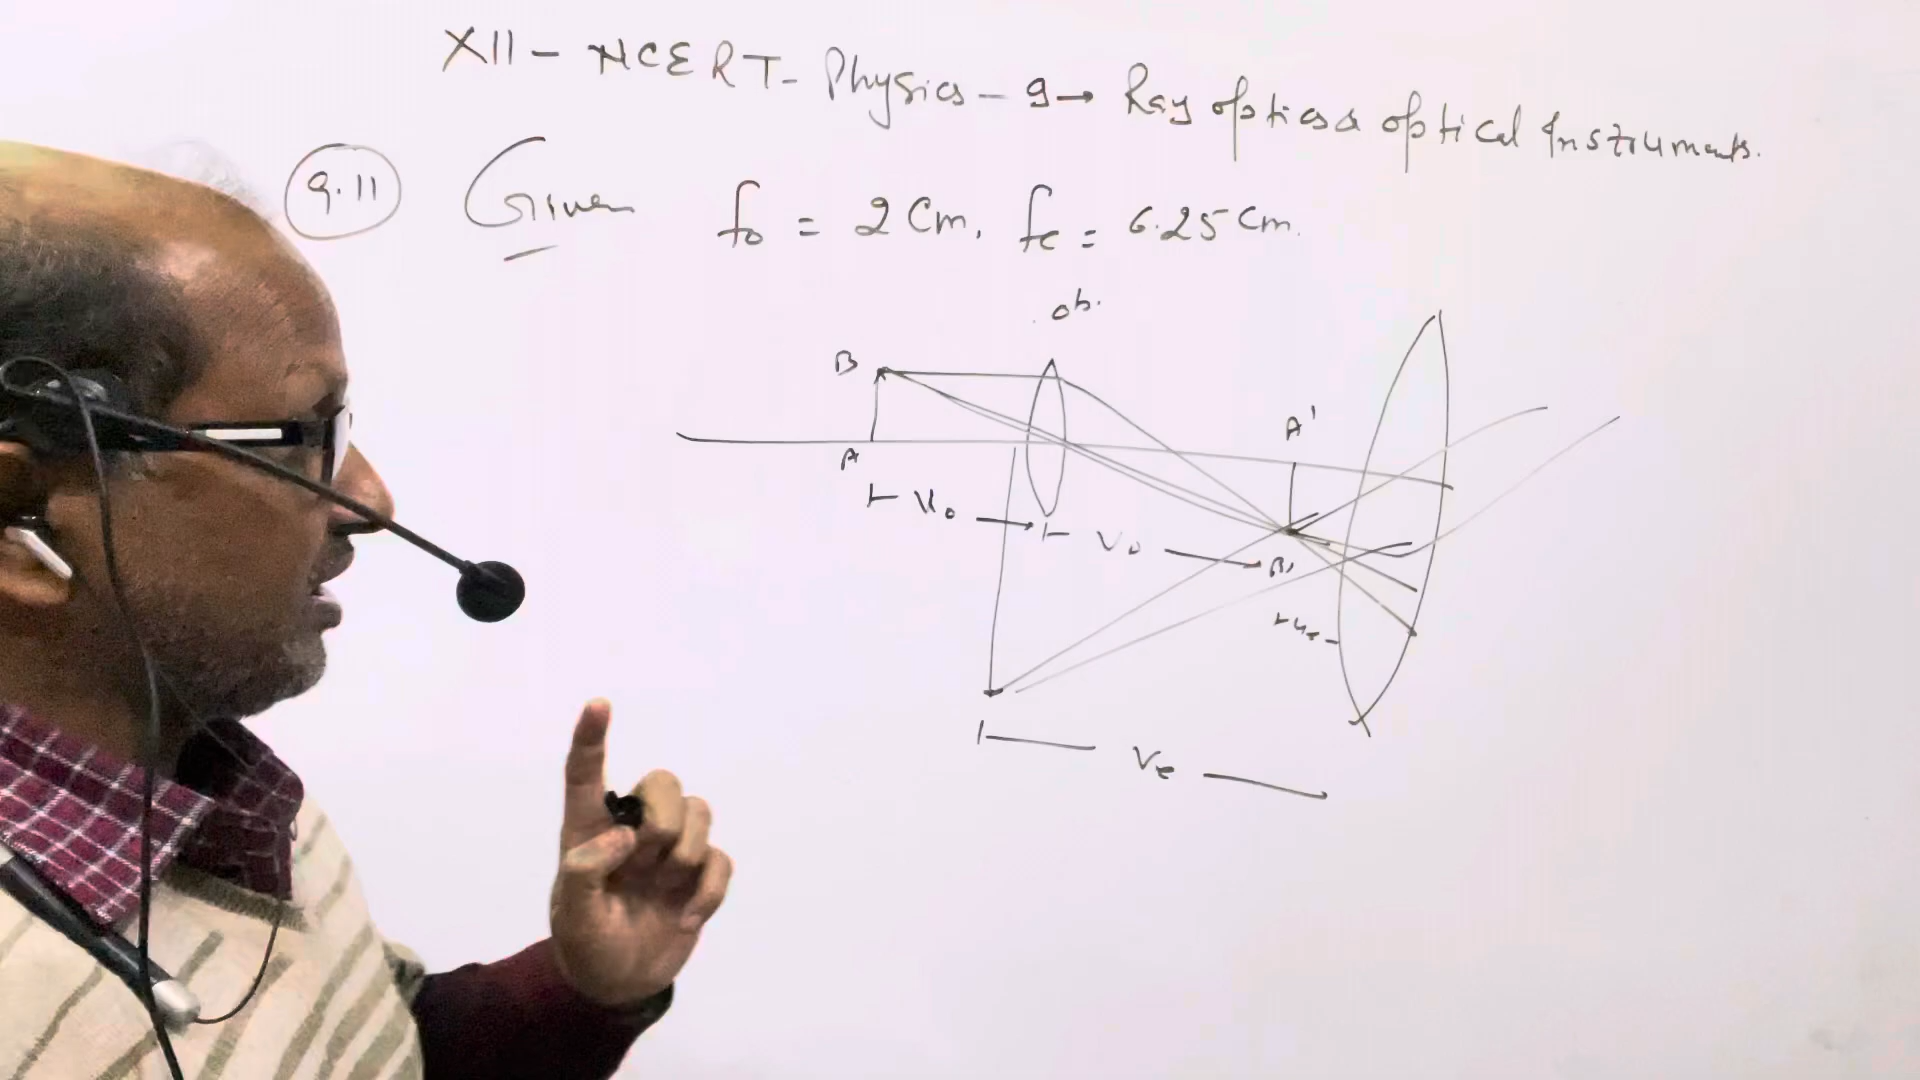 XII - NCERT - Physics - 9 → Ray optics & optical Instruments.
9.11 Given fo = 2 Cm, fe = 6.25 Cm.
ob.
B
A'
A
uo
vo
B'
ue
ve